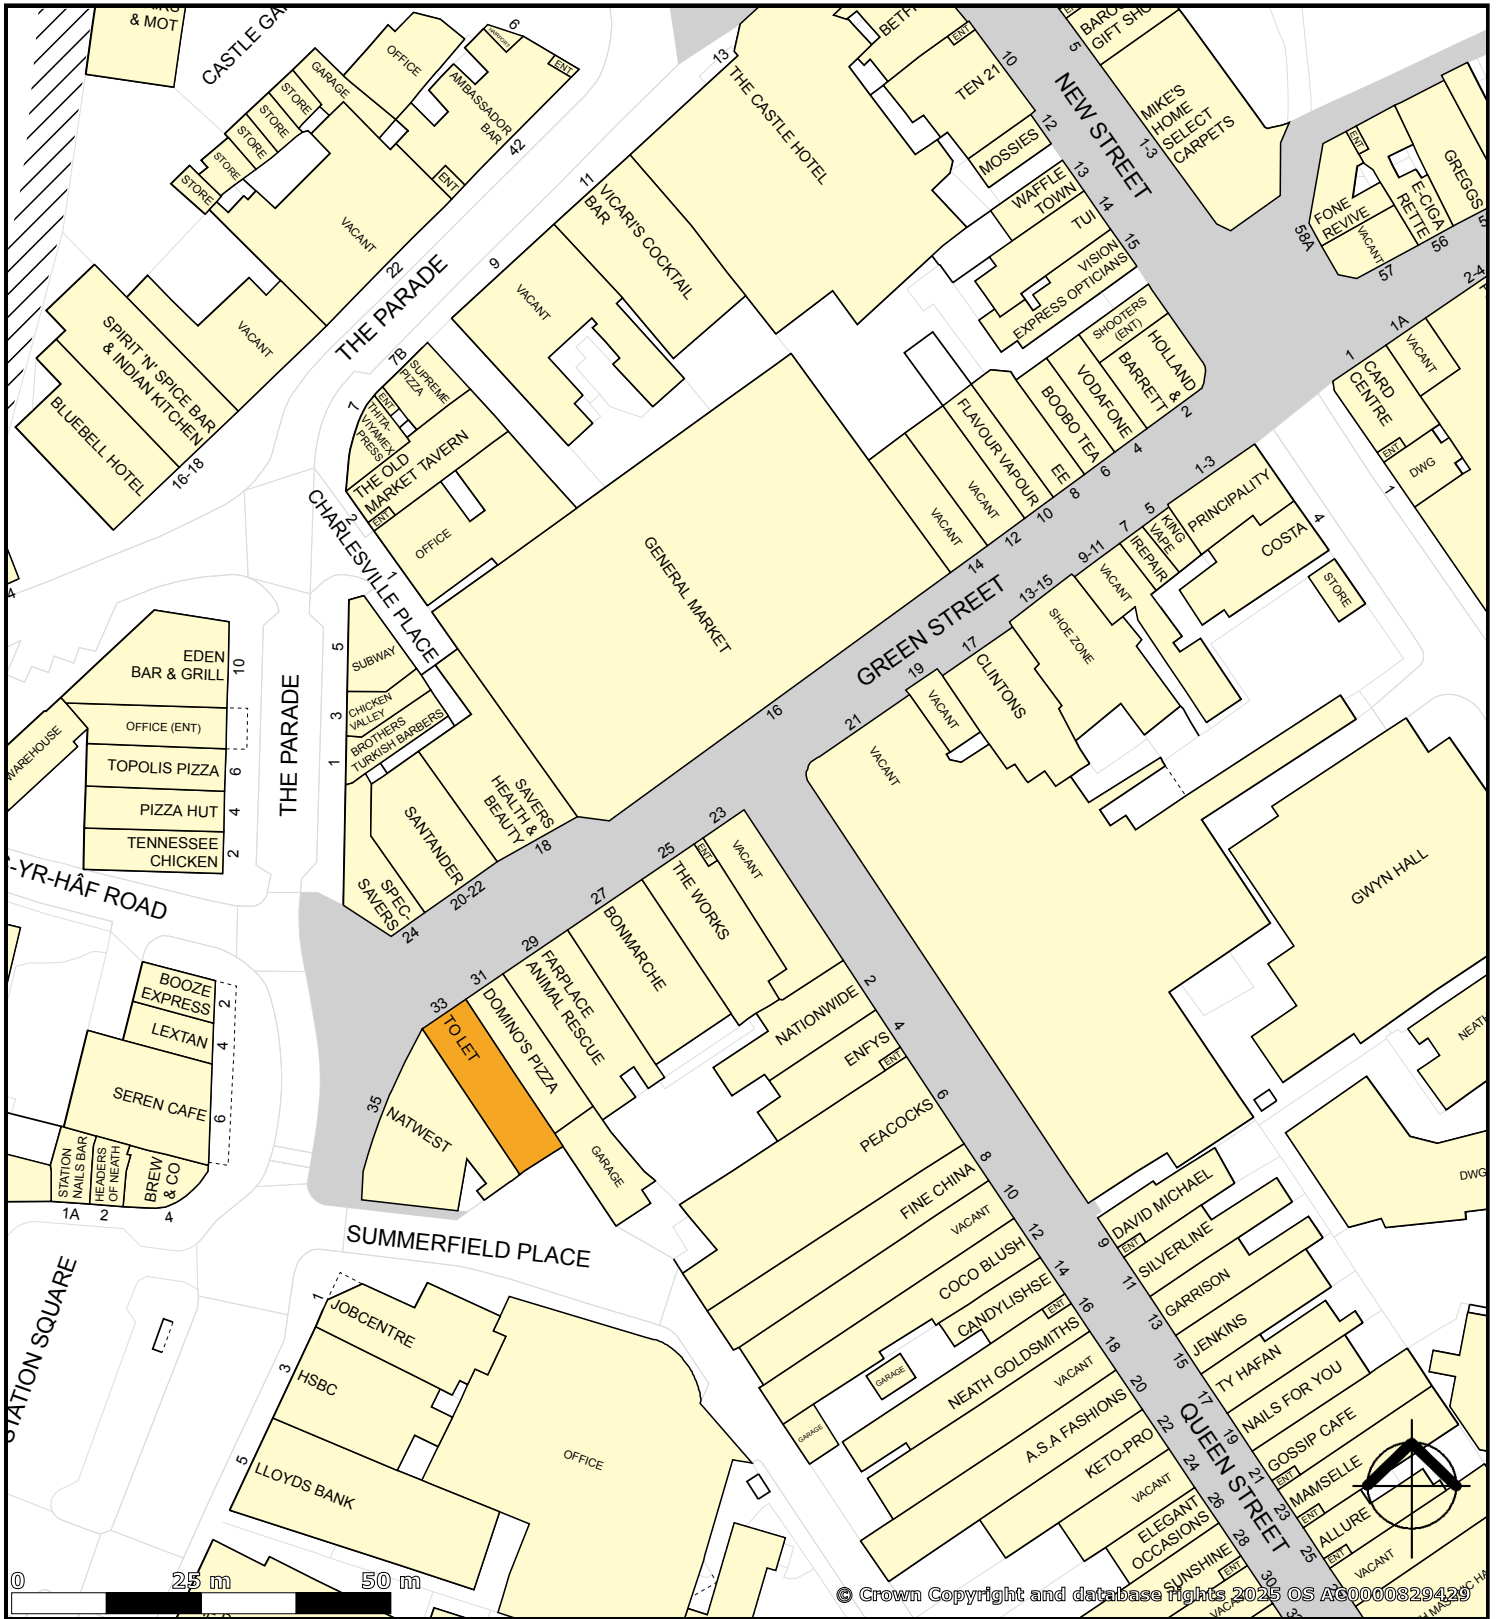 & MOT
OFFICE
6
ENT
AMBASSADOR
BAR
42
ENT
GARAGE
STORE
STORE
STORE
STORE
STORE
VACANT
22
THE PARADE
VACANT
SPIRIT 'N' SPICE BAR
& INDIAN KITCHEN
BLUEBELL HOTEL
16-18
13
THE CASTLE HOTEL
11
VICARI'S COCKTAIL
BAR
9
VACANT
7B
SUPREME
PIZZA
7
ENT
THITA-
VIYAMEX
PRESS
THE OLD
MARKET TAVERN
2
ENT
OFFICE
CHARLESVILLE PLACE
1
10
ENT
TEN 21
NEW STREET
12
MOSSIES
13
WAFFLE
TOWN
14
TUI
15
VISION
EXPRESS OPTICIANS
SHOOTERS
(ENT)
HOLLAND &
BARRETT
2
VODAFONE
4
BOOBO TEA
6
EE
8
FLAVOUR VAPOUR
10
VACANT
12
VACANT
14
GENERAL MARKET
16
GREEN STREET
5
GIFT SHOP
MIKE'S
HOME
SELECT
CARPETS
1-3
ENT
FONE
REVIVE
58A
VACANT
57
E-CIGA
RETTE
56
GREGGS
2-4
1A
VACANT
1
CARD
CENTRE
ENT
DWG
1
1-3
PRINCIPALITY
4
COSTA
STORE
5
KING
VAPE
7
IREPAIR
9-11
VACANT
13-15
SHOE ZONE
17
CLINTONS
19
VACANT
21
VACANT
GWYN HALL
DWG
EDEN
BAR & GRILL
10
OFFICE (ENT)
TOPOLIS PIZZA
6
PIZZA HUT
4
TENNESSEE
CHICKEN
2
WAREHOUSE
THE PARADE
5
SUBWAY
3
CHICKEN
VALLEY
1
BROTHERS
TURKISH BARBERS
SAVERS
HEALTH &
BEAUTY
18
SANTANDER
20-22
SPEC-
SAVERS
24
-YR-HÂF ROAD
BOOZE
EXPRESS
2
LEXTAN
4
SEREN CAFE
6
STATION
NAILS BAR
1A
HEADERS
OF NEATH
2
BREW
& CO
4
STATION SQUARE
23
VACANT
ENT
25
THE WORKS
27
BONMARCHE
29
FARPLACE
ANIMAL RESCUE
31
DOMINO'S PIZZA
33
TO LET
35
NATWEST
GARAGE
SUMMERFIELD PLACE
1
JOBCENTRE
3
HSBC
5
LLOYDS BANK
OFFICE
2
NATIONWIDE
4
ENFYS
ENT
6
PEACOCKS
8
FINE CHINA
10
VACANT
12
COCO BLUSH
14
CANDYLISHSE
ENT
16
NEATH GOLDSMITHS
GARAGE
GARAGE
18
VACANT
20
A.S.A FASHIONS
22
KETO-PRO
24
VACANT
26
ELEGANT
OCCASIONS
28
SUNSHINE
ENT
30
QUEEN STREET
DAVID MICHAEL
9
ENT
SILVERLINE
11
GARRISON
13
JENKINS
15
TY HAFAN
17
NAILS FOR YOU
19
GOSSIP CAFE
21
ENT
MAMSELLE
23
ENT
ALLURE
25
ENT
VACANT
0
25 m
50 m
© Crown Copyright and database rights 2025 OS AC0000829429